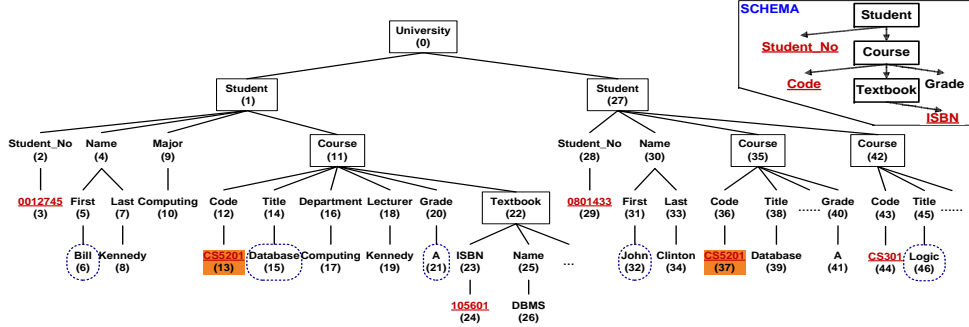 SCHEMA
Student
Student_No
Course
Code
Grade
Textbook
ISBN
University
(0)
Student
(1)
Student
(27)
Student_No
(2)
Name
(4)
Major
(9)
Course
(11)
Student_No
(28)
Name
(30)
Course
(35)
Course
(42)
0012745
(3)
First
(5)
Last
(7)
Computing
(10)
Code
(12)
Title
(14)
Department
(16)
Lecturer
(18)
Grade
(20)
Textbook
(22)
0801433
(29)
First
(31)
Last
(33)
Code
(36)
Title
(38)
......
Grade
(40)
Code
(43)
Title
(45)
......
Bill
(6)
Kennedy
(8)
CS5201
(13)
Database
(15)
Computing
(17)
Kennedy
(19)
A
(21)
ISBN
(23)
Name
(25)
...
John
(32)
Clinton
(34)
CS5201
(37)
Database
(39)
A
(41)
CS301
(44)
Logic
(46)
105601
(24)
DBMS
(26)